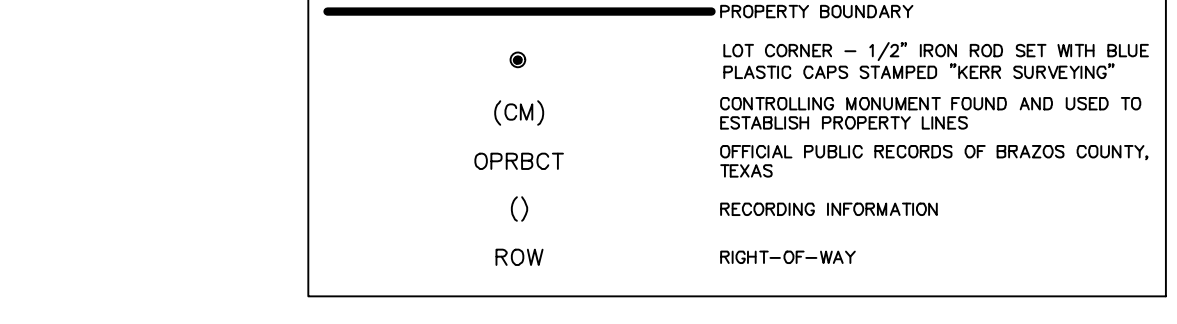 PROPERTY BOUNDARY
LOT CORNER – 1/2" IRON ROD SET WITH BLUE
PLASTIC CAPS STAMPED "KERR SURVEYING"
(CM)
CONTROLLING MONUMENT FOUND AND USED TO
ESTABLISH PROPERTY LINES
OPRBCT
OFFICIAL PUBLIC RECORDS OF BRAZOS COUNTY,
TEXAS
()
RECORDING INFORMATION
ROW
RIGHT–OF–WAY